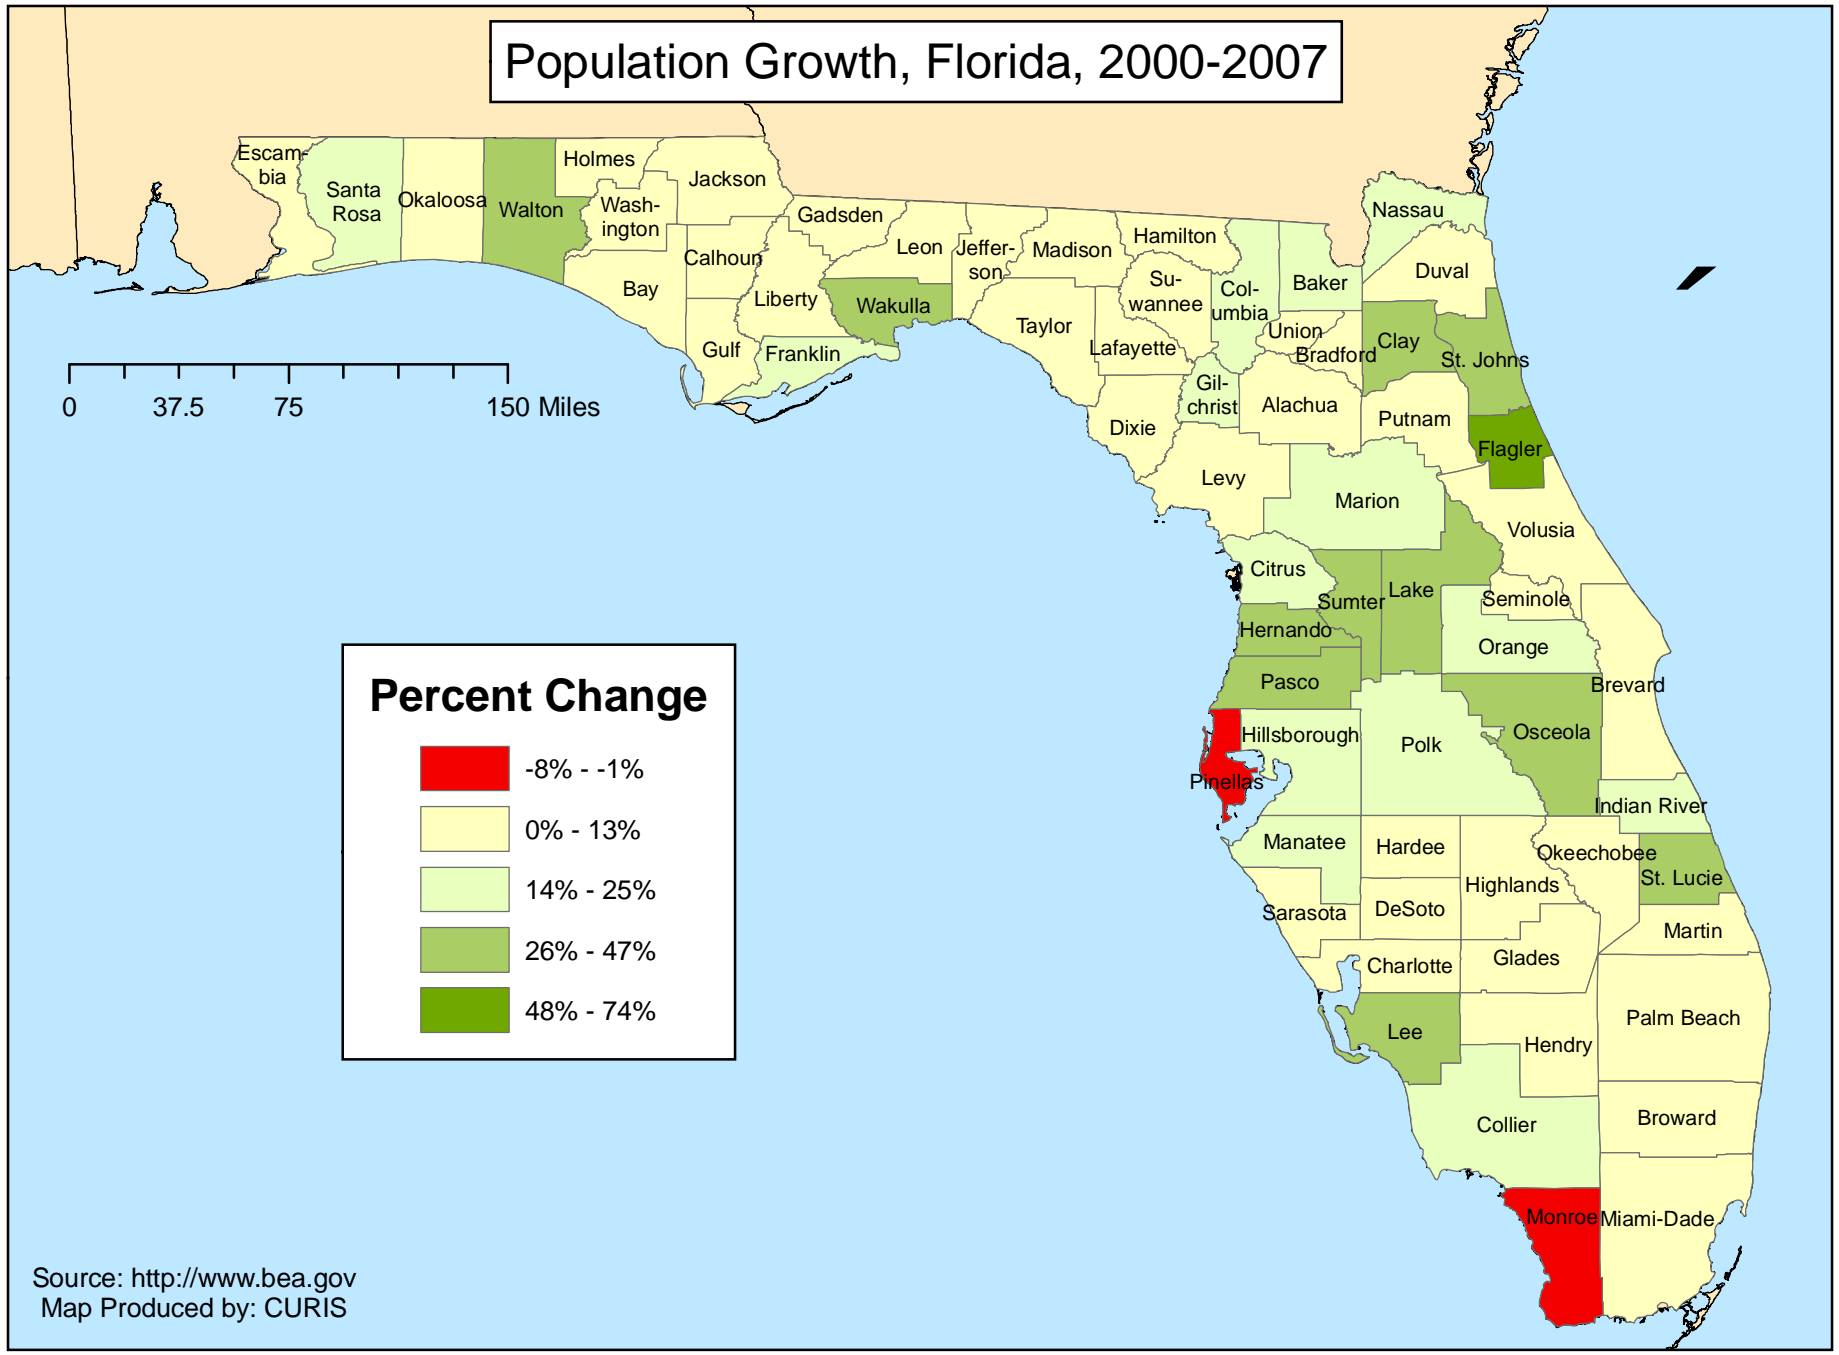 Population Growth, Florida, 2000-2007
Escam-
bia
Santa
Rosa
Okaloosa
Walton
Holmes
Wash-
ington
Jackson
Bay
Calhoun
Gulf
Liberty
Gadsden
Franklin
Leon
Wakulla
Jeffer-
son
Madison
Taylor
Hamilton
Su-
wannee
Lafayette
Dixie
Col-
umbia
Gil-
christ
Baker
Union
Bradford
Alachua
Levy
Nassau
Duval
Clay
St. Johns
Putnam
Flagler
Marion
Volusia
Citrus
Sumter
Lake
Seminole
Hernando
Orange
Pasco
Brevard
Osceola
Hillsborough
Polk
Pinellas
Indian River
Manatee
Hardee
Highlands
Okeechobee
St. Lucie
Sarasota
DeSoto
Martin
Charlotte
Glades
Lee
Hendry
Palm Beach
Collier
Broward
Monroe
Miami-Dade
0 37.5 75 150 Miles
Percent Change
-8% - -1%
0% - 13%
14% - 25%
26% - 47%
48% - 74%
Source: http://www.bea.gov
Map Produced by: CURIS